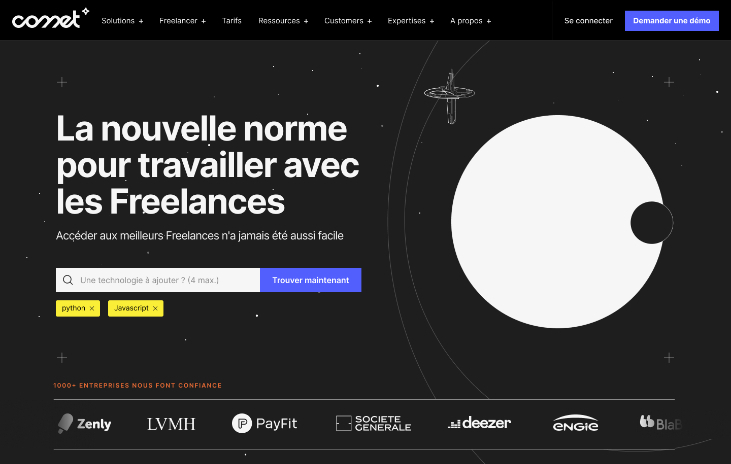 comet
Solutions + Freelancer + Tarifs Ressources + Customers + Expertises + A propos + Se connecter Demander une démo
La nouvelle norme
pour travailler avec
les Freelances
Accéder aux meilleurs Freelances n'a jamais été aussi facile
Une technologie à ajouter ? (4 max.) Trouver maintenant
python × Javascript ×
1000+ ENTREPRISES NOUS FONT CONFIANCE
Zenly LVMH PayFit SOCIETE GENERALE deezer ENGIE BlaB